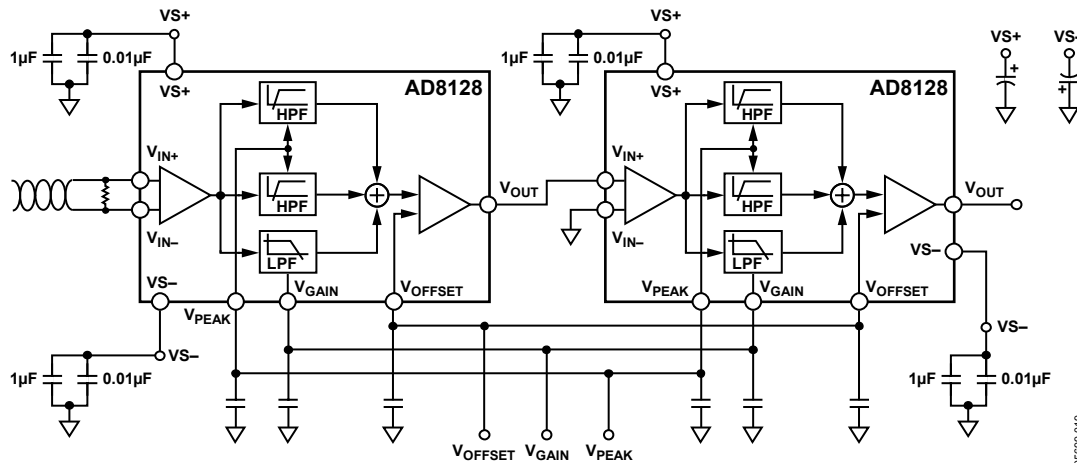 VS+
1µF
0.01µF
VS+
AD8128
HPF
VIN+
HPF
VIN–
LPF
VOUT
VS–
VPEAK
VGAIN
VOFFSET
VS–
1µF
0.01µF
VS+
1µF
0.01µF
VS+
AD8128
HPF
VIN+
HPF
LPF
VOUT
VS–
VPEAK
VGAIN
VOFFSET
VS–
1µF
0.01µF
VS+
+
VS–
+
VOFFSET VGAIN VPEAK